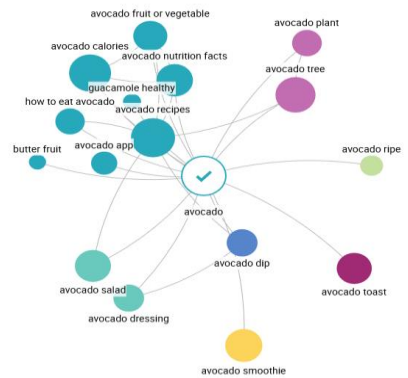 avocado fruit or vegetable
avocado plant
avocado calories
avocado nutrition facts
avocado tree
guacamole healthy
how to eat avocado
avocado recipes
butter fruit
avocado app
avocado ripe
avocado
avocado dip
avocado salad
avocado toast
avocado dressing
avocado smoothie